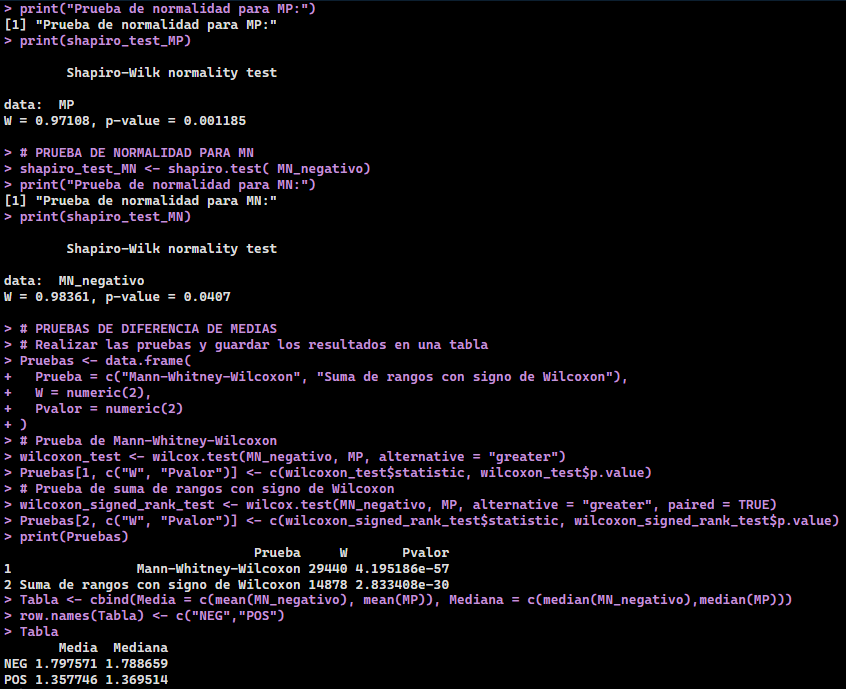 > print("Prueba de normalidad para MP:")
[1] "Prueba de normalidad para MP:"
> print(shapiro_test_MP)
        Shapiro-Wilk normality test
data:  MP
W = 0.97108, p-value = 0.001185
> # PRUEBA DE NORMALIDAD PARA MN
> shapiro_test_MN <- shapiro.test( MN_negativo)
> print("Prueba de normalidad para MN:")
[1] "Prueba de normalidad para MN:"
> print(shapiro_test_MN)
        Shapiro-Wilk normality test
data:  MN_negativo
W = 0.98361, p-value = 0.0407
> # PRUEBAS DE DIFERENCIA DE MEDIAS
> # Realizar las pruebas y guardar los resultados en una tabla
> Pruebas <- data.frame(
+   Prueba = c("Mann-Whitney-Wilcoxon", "Suma de rangos con signo de Wilcoxon"),
+   W = numeric(2),
+   Pvalor = numeric(2)
+ )
> # Prueba de Mann-Whitney-Wilcoxon
> wilcoxon_test <- wilcox.test(MN_negativo, MP, alternative = "greater")
> Pruebas[1, c("W", "Pvalor")] <- c(wilcoxon_test$statistic, wilcoxon_test$p.value)
> # Prueba de suma de rangos con signo de Wilcoxon
> wilcoxon_signed_rank_test <- wilcox.test(MN_negativo, MP, alternative = "greater", paired = TRUE)
> Pruebas[2, c("W", "Pvalor")] <- c(wilcoxon_signed_rank_test$statistic, wilcoxon_signed_rank_test$p.value)
> print(Pruebas)
                                Prueba     W       Pvalor
1                Mann-Whitney-Wilcoxon 29440 4.195186e-57
2 Suma de rangos con signo de Wilcoxon 14878 2.833408e-30
> Tabla <- cbind(Media = c(mean(MN_negativo), mean(MP)), Mediana = c(median(MN_negativo),median(MP)))
> row.names(Tabla) <- c("NEG","POS")
> Tabla
       Media  Mediana
NEG 1.797571 1.788659
POS 1.357746 1.369514